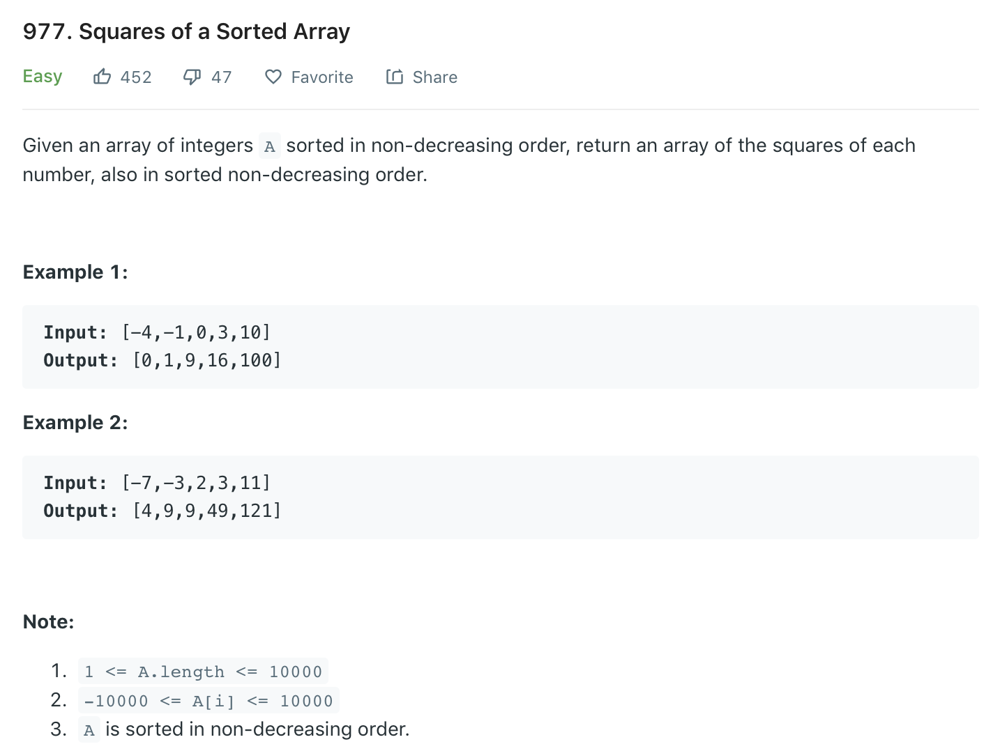 977. Squares of a Sorted Array
Easy 452 47 Favorite Share
Given an array of integers A sorted in non-decreasing order, return an array of the squares of each
number, also in sorted non-decreasing order.
Example 1:
Input: [-4,-1,0,3,10]
Output: [0,1,9,16,100]
Example 2:
Input: [-7,-3,2,3,11]
Output: [4,9,9,49,121]
Note:
1. 1 <= A.length <= 10000
2. -10000 <= A[i] <= 10000
3. A is sorted in non-decreasing order.